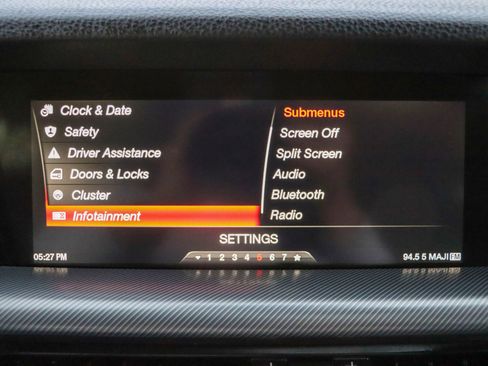 Clock & Date
Safety
Driver Assistance
Doors & Locks
Cluster
Infotainment
Submenus
Screen Off
Split Screen
Audio
Bluetooth
Radio
SETTINGS
05:27 PM
1 2 3 4 5 6 7
94.5 5 MAJI FM